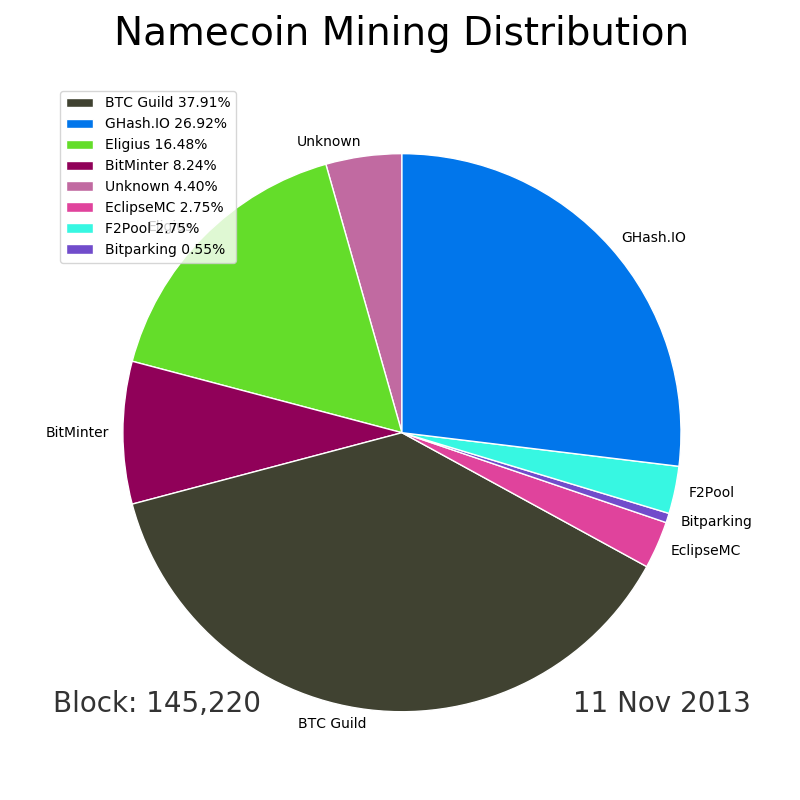 Namecoin Mining Distribution
BTC Guild 37.91%
GHash.IO 26.92%
Eligius 16.48%
BitMinter 8.24%
Unknown 4.40%
EclipseMC 2.75%
F2Pool 2.75%
Bitparking 0.55%
Unknown
GHash.IO
BitMinter
F2Pool
Bitparking
EclipseMC
Block: 145,220
11 Nov 2013
BTC Guild